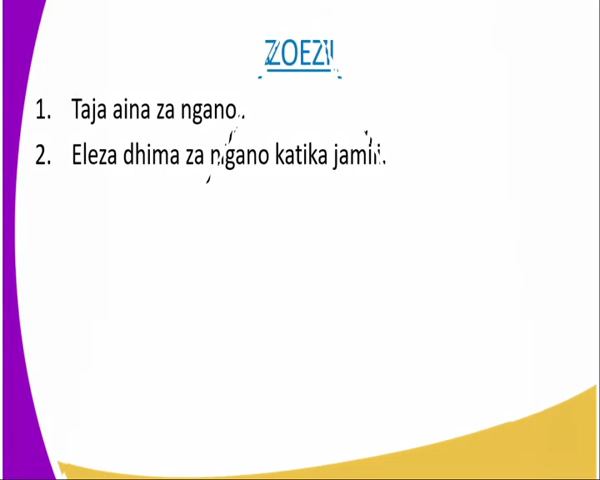 ZOEZI
1. Taja aina za ngano.
2. Eleza dhima za ngano katika jamii.